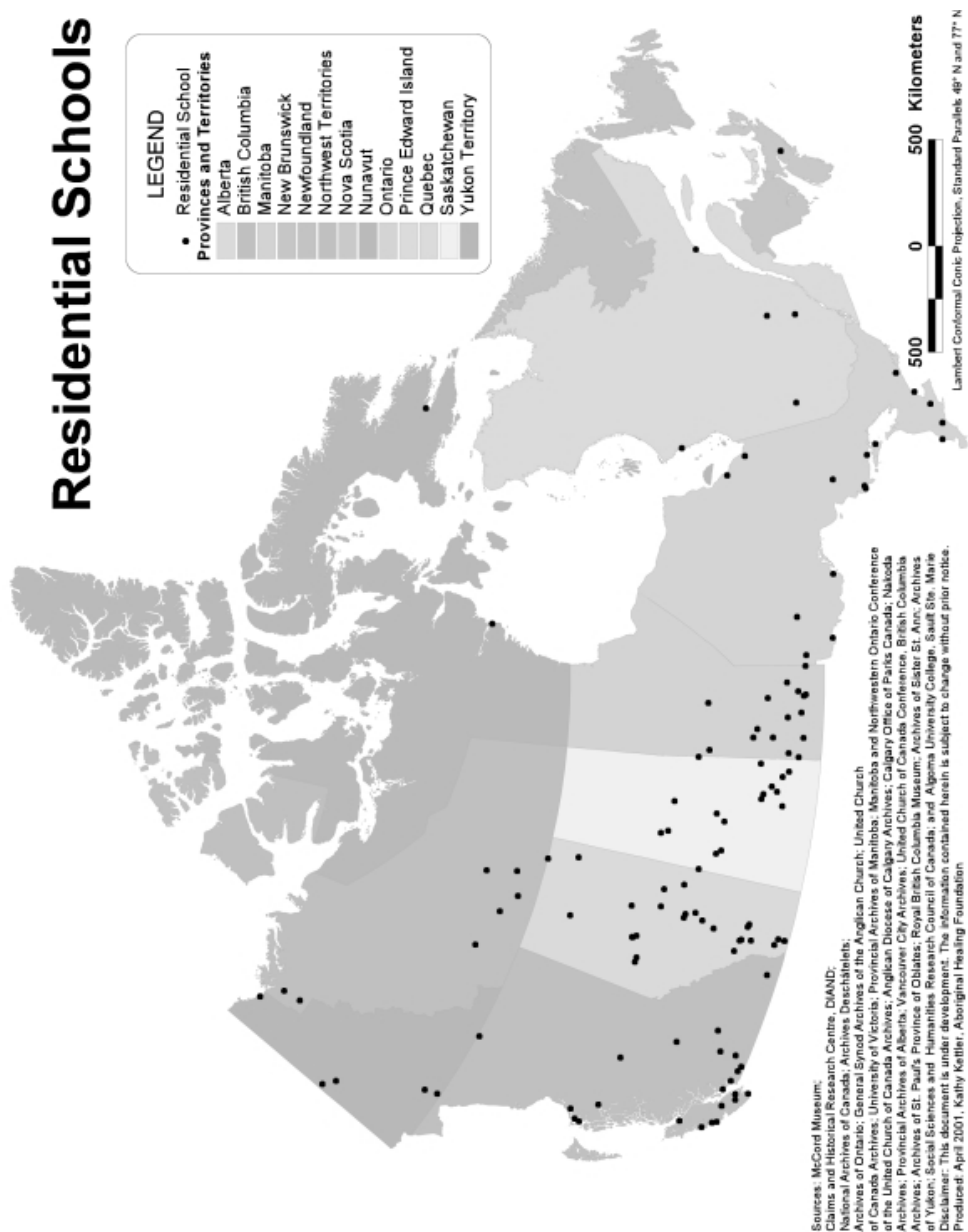 Residential Schools
LEGEND
Residential School
Provinces and Territories
Alberta
British Columbia
Manitoba
New Brunswick
Newfoundland
Northwest Territories
Nova Scotia
Nunavut
Ontario
Prince Edward Island
Quebec
Saskatchewan
Yukon Territory
500 0 500 Kilometers
Lambert Conformal Conic Projection, Standard Parallels 49° N and 77° N
Sources: McCord Museum;
Claims and Historical Research Centre, DIAND;
National Archives of Canada; Archives Deschâtelets;
Archives of Ontario; General Synod Archives of the Anglican Church; United Church
of Canada Archives; University of Victoria; Provincial Archives of Manitoba; Manitoba and Northwestern Ontario Conference
of the United Church of Canada Archives; Anglican Diocese of Calgary Archives; Calgary Office of Parks Canada; Nakoda
Archives; Provincial Archives of Alberta; Vancouver City Archives; United Church of Canada Conference, British Columbia
Archives; Archives of St. Paul's Province of Oblates; Royal British Columbia Museum; Archives of Sister St. Ann; Archives
of Yukon; Social Sciences and Humanities Research Council of Canada; and Algoma University College, Sault Ste. Marie
Disclaimer: This document is under development. The information contained herein is subject to change without prior notice.
Produced: April 2001, Kathy Kettler, Aboriginal Healing Foundation